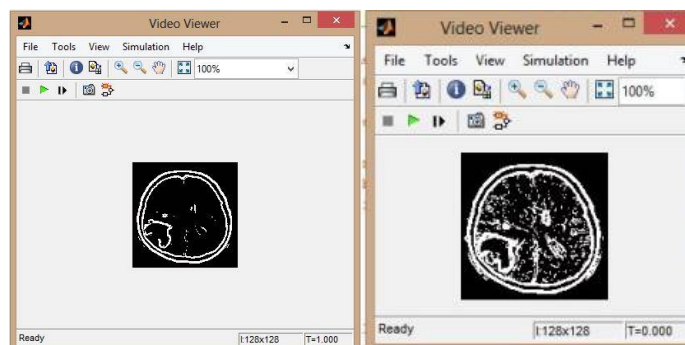 Video Viewer
File Tools View Simulation Help
100%
Ready I:128x128 T=1.000
Video Viewer
File Tools View Simulation Help
100%
Ready I:128x128 T=0.000